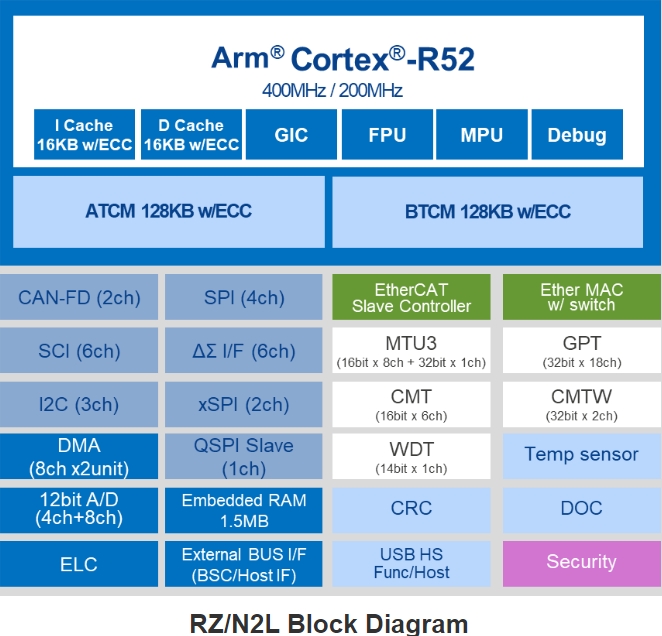 Arm® Cortex®-R52
400MHz / 200MHz
I Cache
16KB w/ECC
D Cache
16KB w/ECC
GIC
FPU
MPU
Debug
ATCM 128KB w/ECC
BTCM 128KB w/ECC
CAN-FD (2ch)
SPI (4ch)
EtherCAT
Slave Controller
Ether MAC
w/ switch
SCI (6ch)
ΔΣ I/F (6ch)
MTU3
(16bit x 8ch + 32bit x 1ch)
GPT
(32bit x 18ch)
I2C (3ch)
xSPI (2ch)
CMT
(16bit x 6ch)
CMTW
(32bit x 2ch)
DMA
(8ch x2unit)
QSPI Slave
(1ch)
WDT
(14bit x 1ch)
Temp sensor
12bit A/D
(4ch+8ch)
Embedded RAM
1.5MB
CRC
DOC
ELC
External BUS I/F
(BSC/Host IF)
USB HS
Func/Host
Security
RZ/N2L Block Diagram